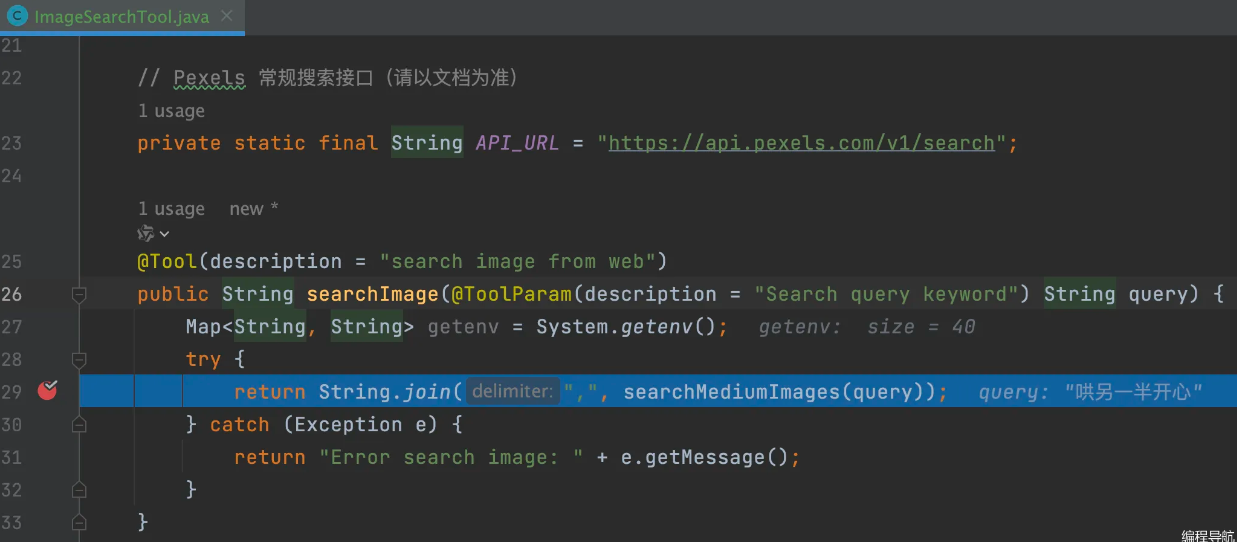 ImageSearchTool.java
21
22 // Pexels 常规搜索接口（请以文档为准）
1 usage
23 private static final String API_URL = "https://api.pexels.com/v1/search";
24
1 usage new *
25 @Tool(description = "search image from web")
26 public String searchImage(@ToolParam(description = "Search query keyword") String query) {
27 Map<String, String> getenv = System.getenv(); getenv: size = 40
28 try {
29 return String.join( delimiter: ",", searchMediumImages(query)); query: "哄另一半开心"
30 } catch (Exception e) {
31 return "Error search image: " + e.getMessage();
32 }
33 }
编程导航